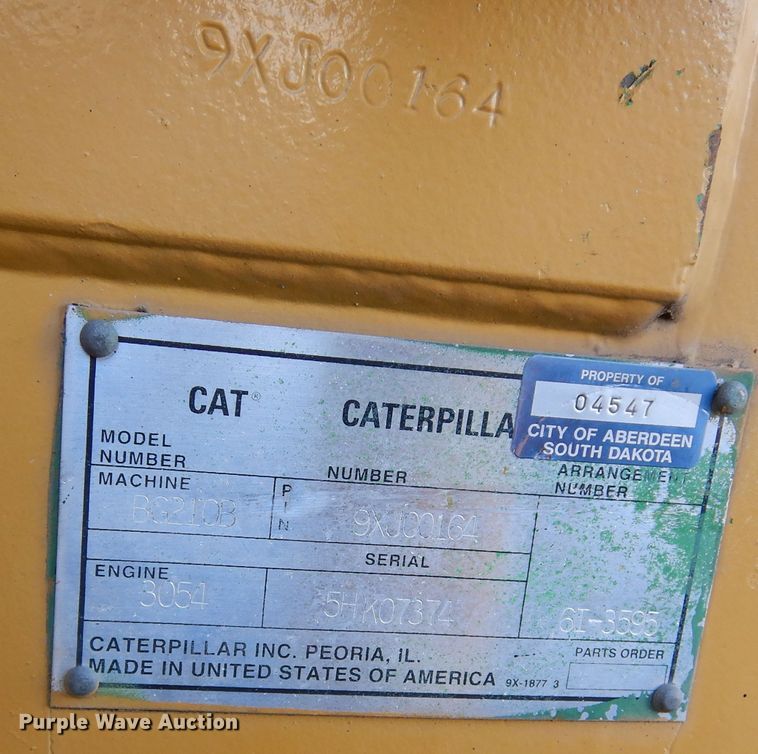 9XJ00164
PROPERTY OF
04547
CITY OF ABERDEEN
SOUTH DAKOTA
CAT® CATERPILLA
MODEL
NUMBER
NUMBER
ARRANGEMENT
NUMBER
MACHINE
BG210B
PIN
9XJ00164
SERIAL
ENGINE
3054
5HK07374
6I-3595
CATERPILLAR INC. PEORIA, IL.
MADE IN UNITED STATES OF AMERICA
9X-1877 3
PARTS ORDER
Purple Wave Auction